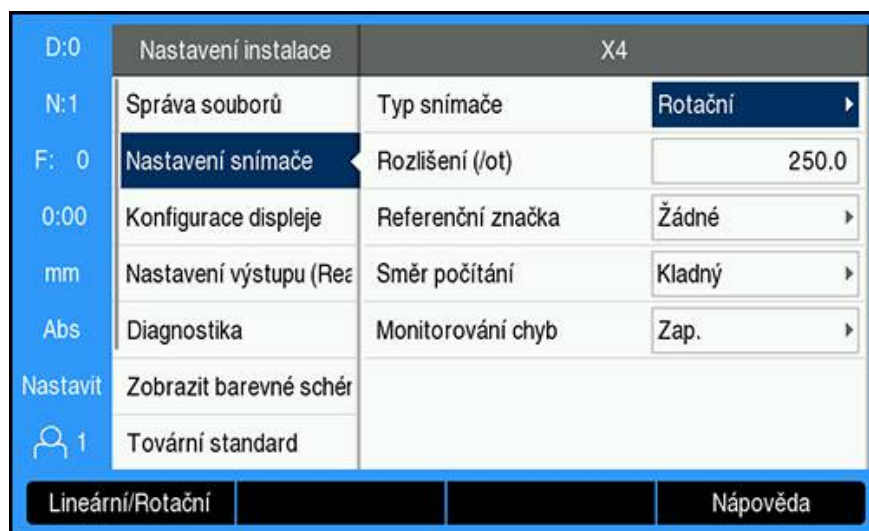 D:0
N:1
F: 0
0:00
mm
Abs
Nastavit
1
Nastavení instalace
Správa souborů
Nastavení snímače
Konfigurace displeje
Nastavení výstupu (Rea
Diagnostika
Zobrazit barevné schér
Tovární standard
X4
Typ snímače Rotační
Rozlišení (/ot) 250.0
Referenční značka Žádné
Směr počítání Kladný
Monitorování chyb Zap.
Lineární/Rotační Nápověda